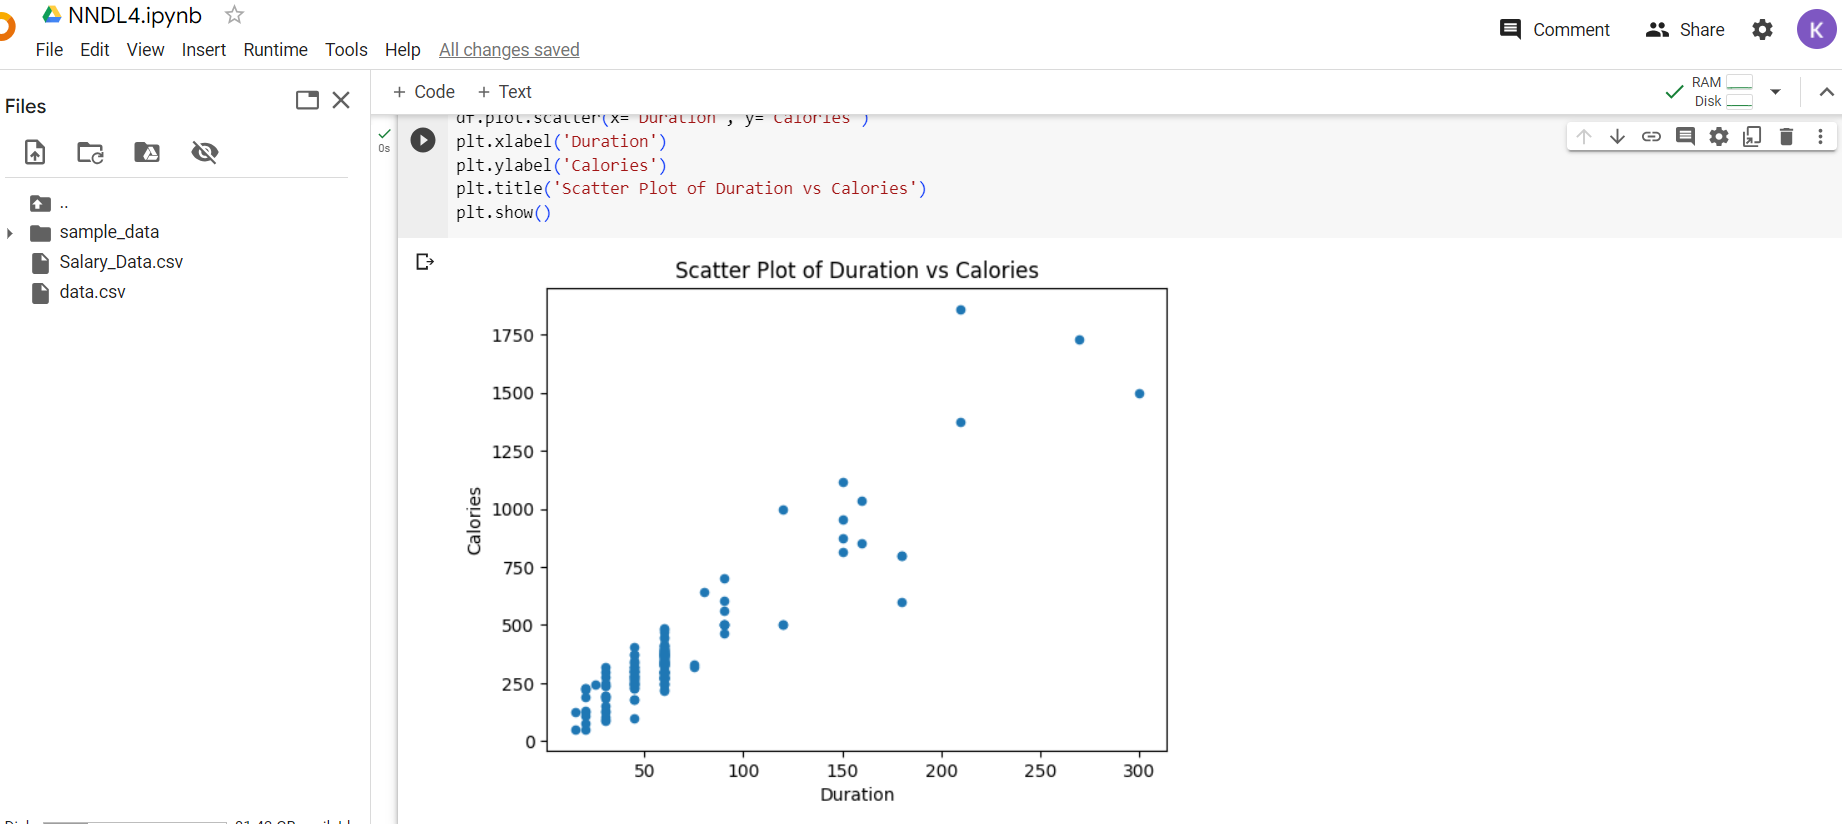 NNDL4.ipynb
File Edit View Insert Runtime Tools Help All changes saved
Comment Share K
Files
+ Code + Text
RAM
Disk
..
sample_data
Salary_Data.csv
data.csv
0s
df.plot.scatter(x='Duration', y='Calories')
plt.xlabel('Duration')
plt.ylabel('Calories')
plt.title('Scatter Plot of Duration vs Calories')
plt.show()
Scatter Plot of Duration vs Calories
Calories
1750
1500
1250
1000
750
500
250
0
50 100 150 200 250 300
Duration